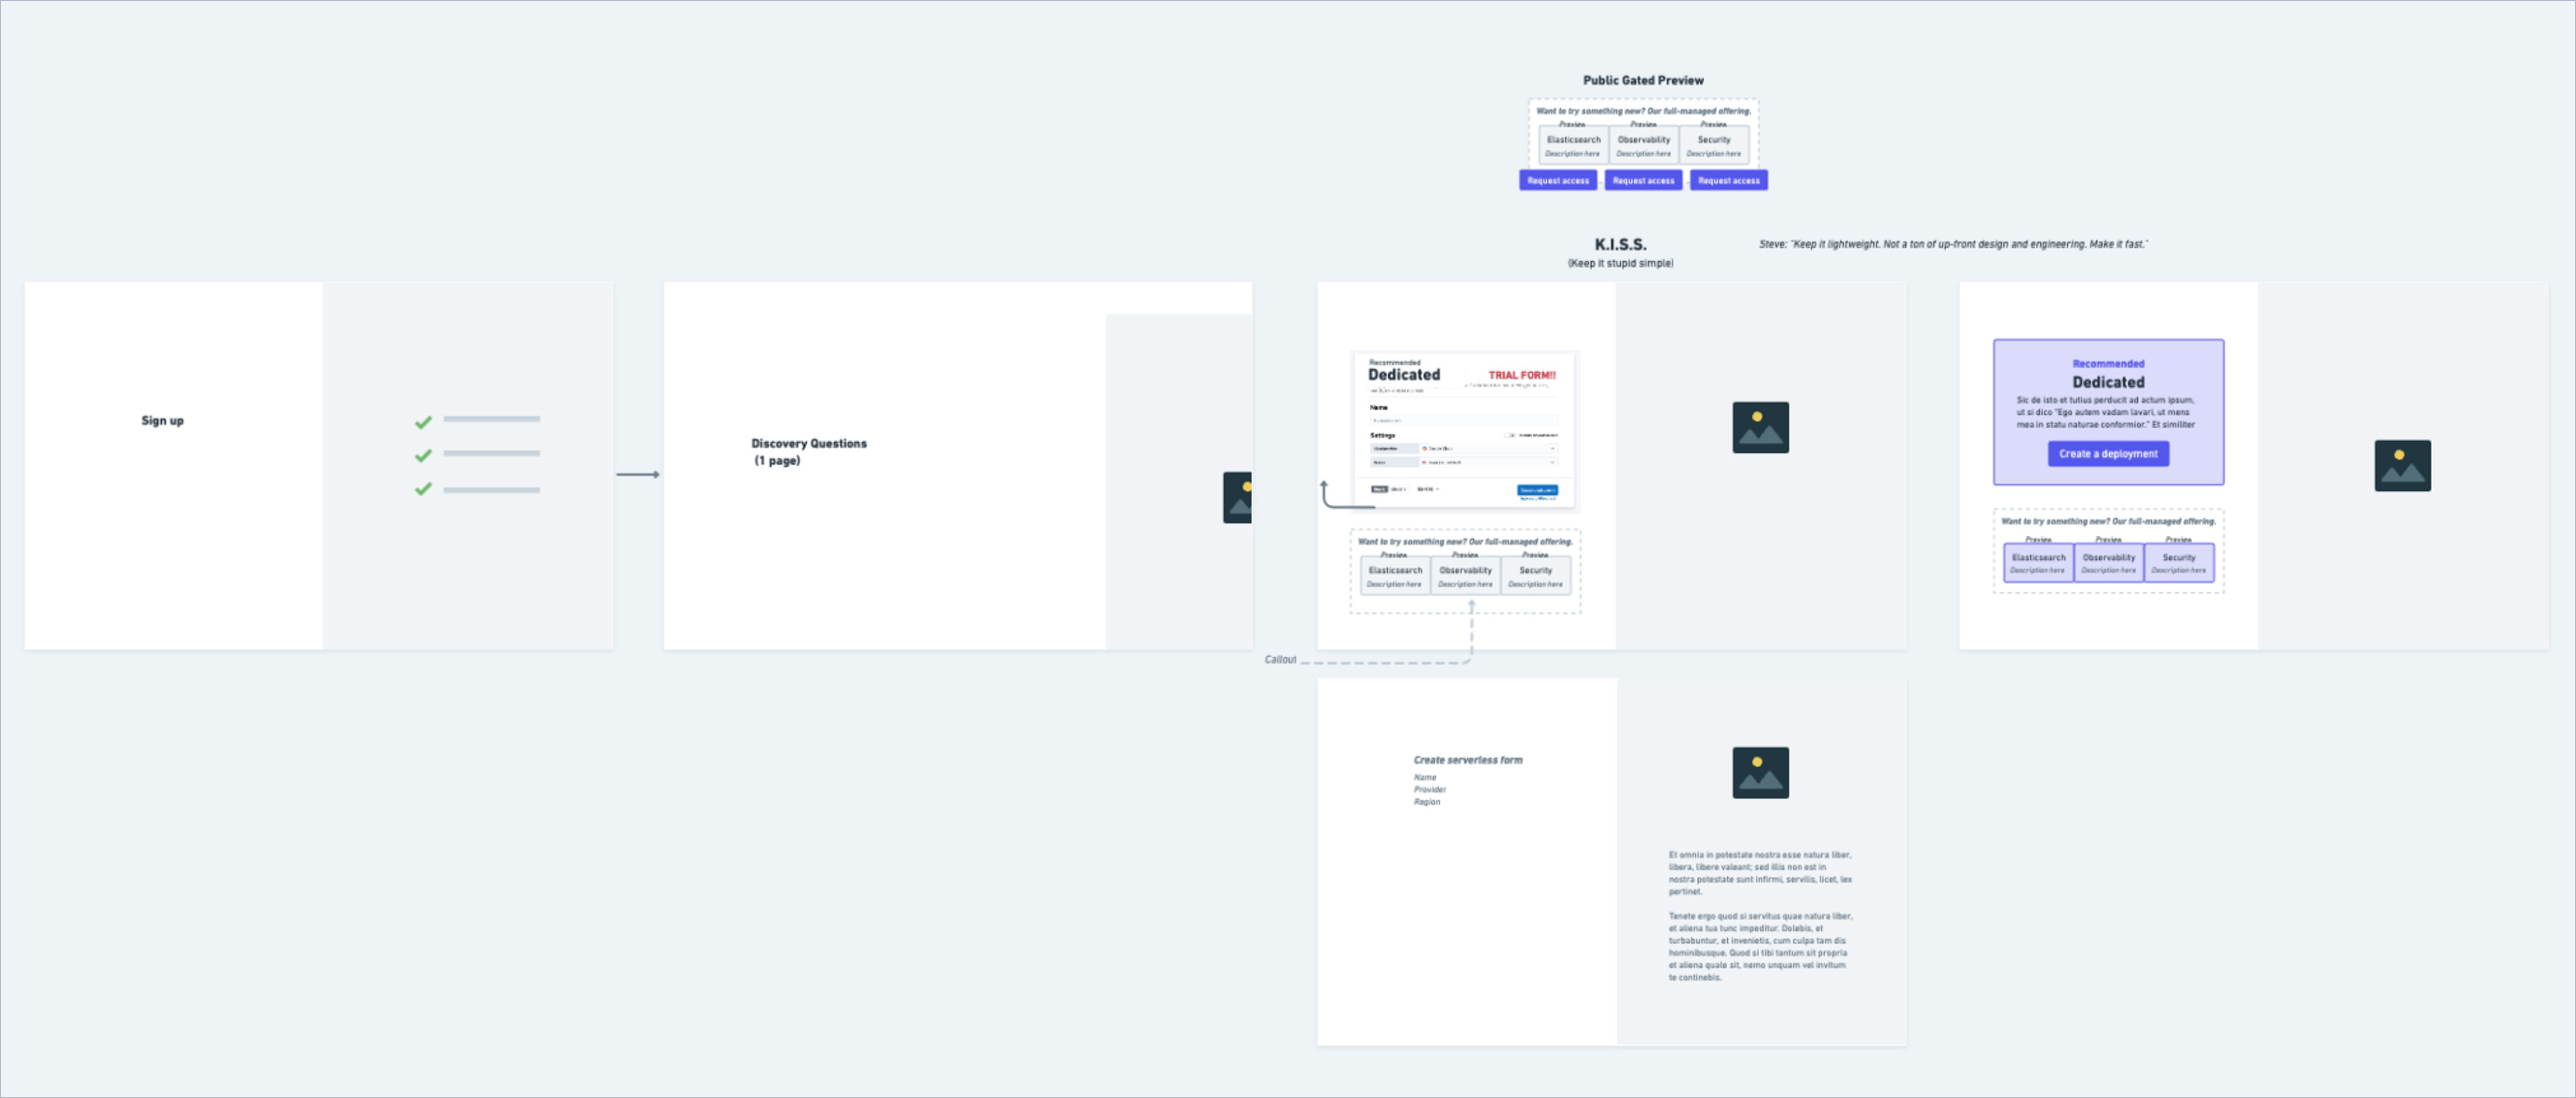 Public Gated Preview
Want to try something new? Our full-managed offering.
Preview Preview Preview
Elasticsearch Observability Security
Description here Description here Description here
Request access Request access Request access
K.I.S.S.
(Keep it stupid simple)
Steve: "Keep it lightweight. Not a ton of up-front design and engineering. Make it fast."
Sign up
Discovery Questions
(1 page)
Recommended
Dedicated
TRIAL FORM!!
Name
Settings
Want to try something new? Our full-managed offering.
Preview Preview Preview
Elasticsearch Observability Security
Description here Description here Description here
Callout
Recommended
Dedicated
Sic de isto et tutius perducit ad actum ipsum,
ut si dico "Ego autem vadam lavari, ut mens
mea in statu naturae conformior." Et similiter
Create a deployment
Want to try something new? Our full-managed offering.
Preview Preview Preview
Elasticsearch Observability Security
Description here Description here Description here
Create serverless form
Name
Provider
Region
Et omnia in potestate nostra esse natura liber,
libera, libere valeant; sed illis non est in
nostra potestate sunt infirmi, servilis, licet, lex
pertinet.
Tenete ergo quod si servitus quae natura liber,
et aliena tua tunc impeditur. Dolebis, et
turbabuntur, et invenietis, cum culpa tam dis
hominibusque. Quod si tibi tantum sit propria
et aliena quale sit, nemo unquam vel invitum
te continebis.